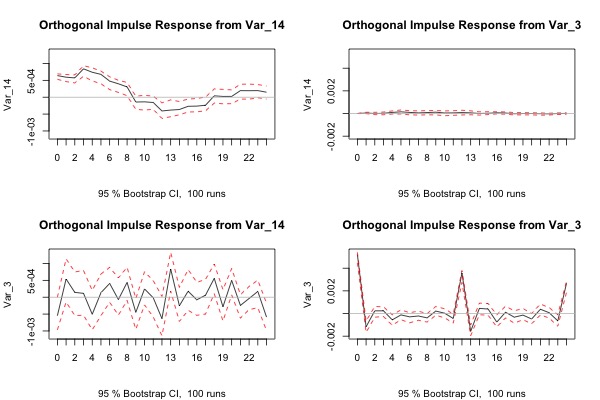 Orthogonal Impulse Response from Var_14
Var_14
5e-04
-1e-03
0 2 4 6 8 10 13 16 19 22
95 % Bootstrap CI, 100 runs
Orthogonal Impulse Response from Var_3
Var_14
0.002
-0.002
0 2 4 6 8 10 13 16 19 22
95 % Bootstrap CI, 100 runs
Orthogonal Impulse Response from Var_14
Var_3
5e-04
-1e-03
0 2 4 6 8 10 13 16 19 22
95 % Bootstrap CI, 100 runs
Orthogonal Impulse Response from Var_3
Var_3
0.002
-0.002
0 2 4 6 8 10 13 16 19 22
95 % Bootstrap CI, 100 runs